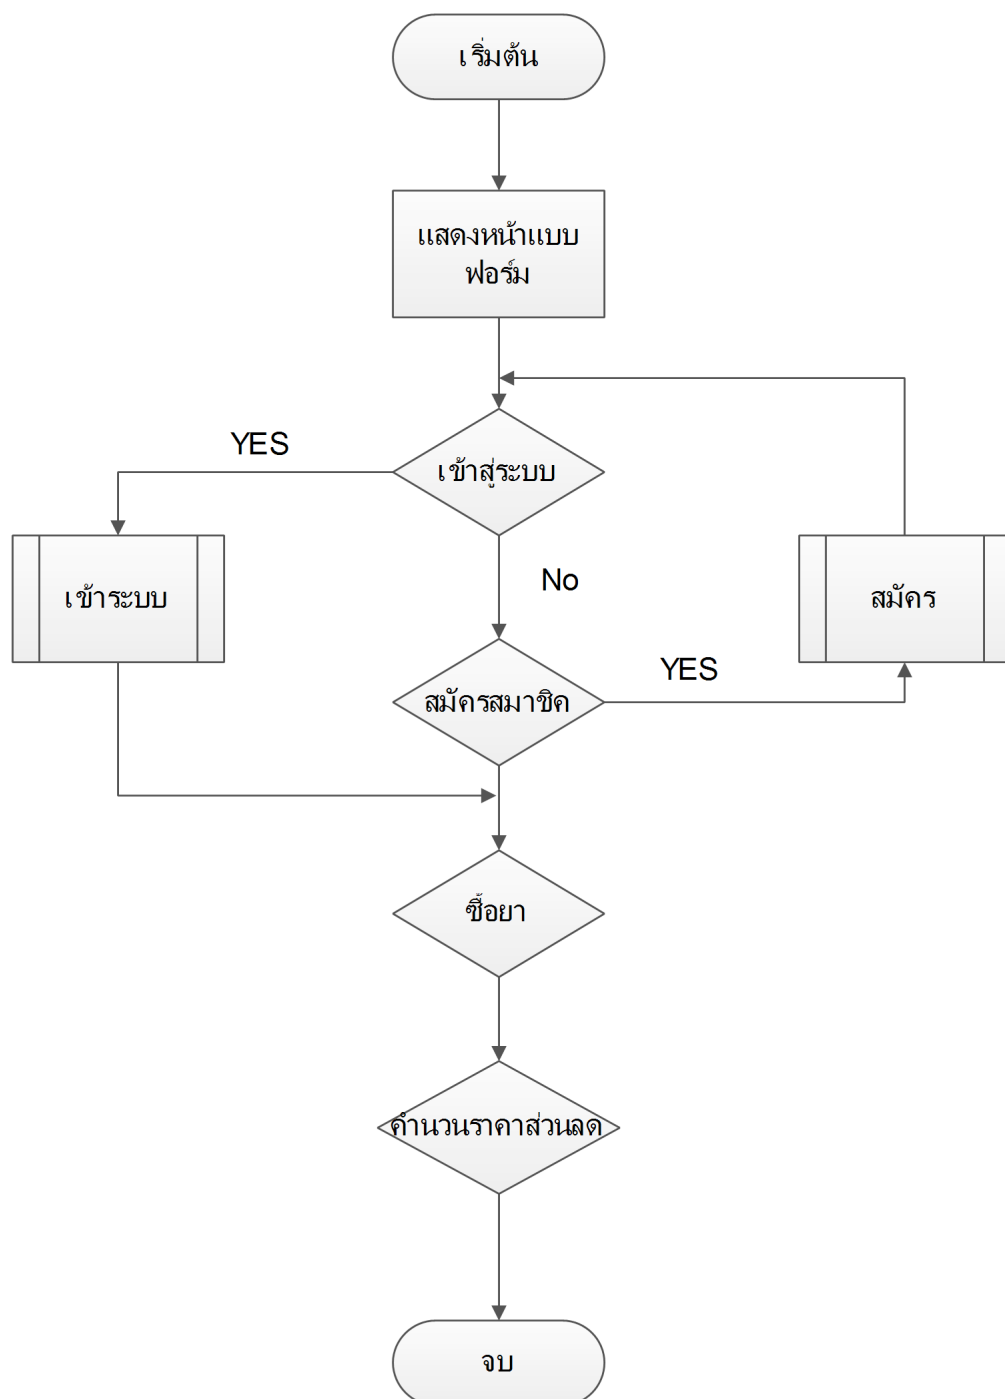 เริ่มต้น
แสดงหน้าแบบ
ฟอร์ม
YES
เข้าสู่ระบบ
เข้าระบบ
No
สมัคร
สมัครสมาชิค
YES
ซื้อยา
คำนวนราคาส่วนลด
จบ